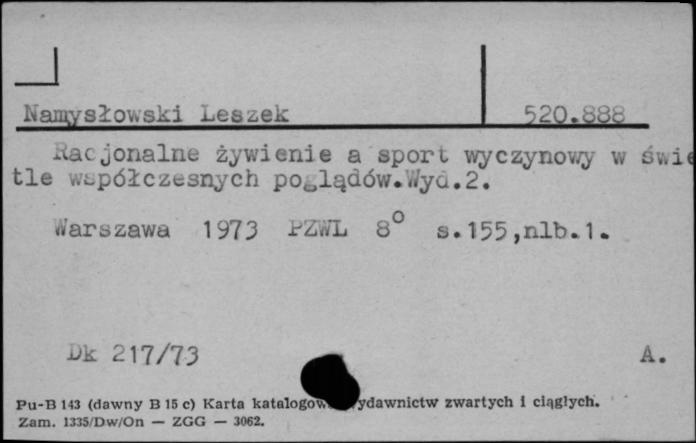 Namysłowski Leszek 520.888
Racjonalne żywienie a sport wyczynowy w świe
tle współczesnych poglądów.Wyd.2.
Warszawa 1973 PZWL 8° s.155,nlb.1.
Dk 217/73 A.
Pu-B 143 (dawny B 15 c) Karta katalogow ydawnictw zwartych i ciągłych.
Zam. 1335/Dw/On — ZGG — 3062.